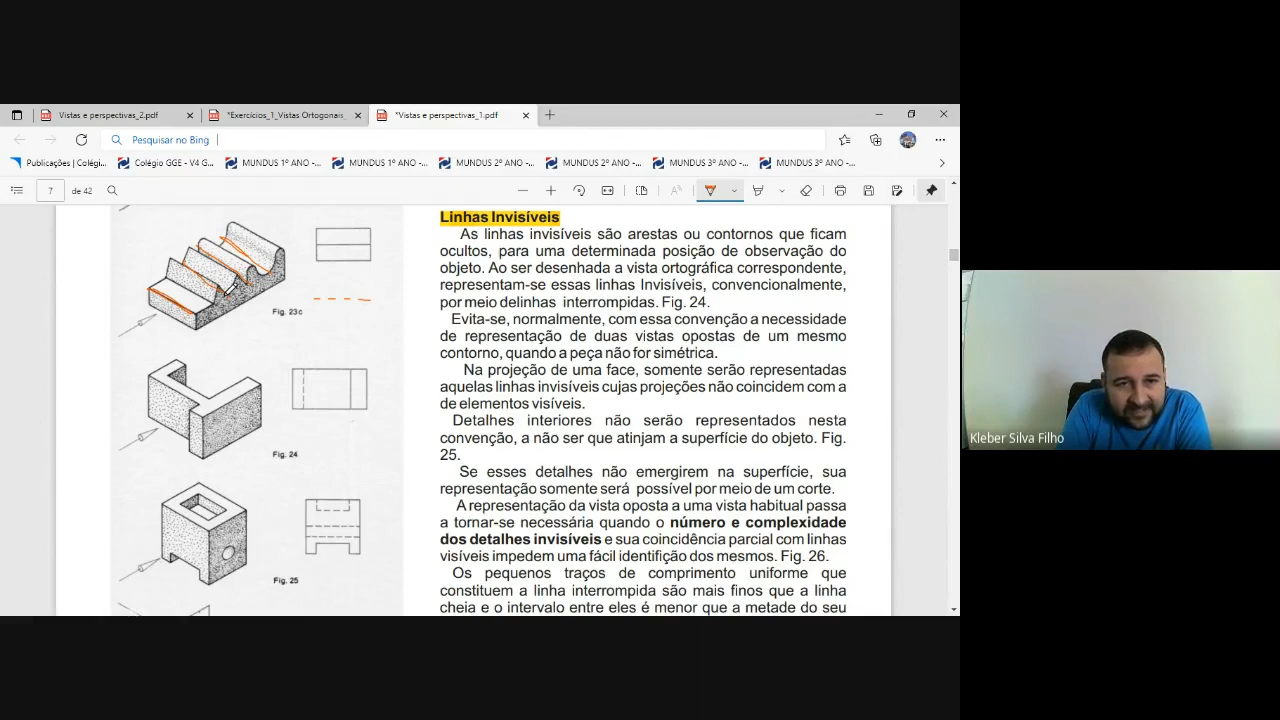 Vistas e perspectivas_2.pdf
*Exercícios_1_Vistas Ortogonais_
*Vistas e perspectivas_1.pdf
Pesquisar no Bing
Publicações | Colégi...
Colégio GGE - V4 G...
MUNDUS 1º ANO -...
MUNDUS 1º ANO -...
MUNDUS 2º ANO -...
MUNDUS 2º ANO -...
MUNDUS 3º ANO -...
MUNDUS 3º ANO -...
7 de 42
Fig. 23c
Fig. 24
Fig. 25
Linhas Invisíveis
As linhas invisíveis são arestas ou contornos que ficam
ocultos, para uma determinada posição de observação do
objeto. Ao ser desenhada a vista ortográfica correspondente,
representam-se essas linhas Invisíveis, convencionalmente,
por meio delinhas interrompidas. Fig. 24.
Evita-se, normalmente, com essa convenção a necessidade
de representação de duas vistas opostas de um mesmo
contorno, quando a peça não for simétrica.
Na projeção de uma face, somente serão representadas
aquelas linhas invisíveis cujas projeções não coincidem com a
de elementos visíveis.
Detalhes interiores não serão representados nesta
convenção, a não ser que atinjam a superfície do objeto. Fig.
25.
Se esses detalhes não emergirem na superfície, sua
representação somente será possível por meio de um corte.
A representação da vista oposta a uma vista habitual passa
a tornar-se necessária quando o número e complexidade
dos detalhes invisíveis e sua coincidência parcial com linhas
visíveis impedem uma fácil identifição dos mesmos. Fig. 26.
Os pequenos traços de comprimento uniforme que
constituem a linha interrompida são mais finos que a linha
cheia e o intervalo entre eles é menor que a metade do seu
Kleber Silva Filho